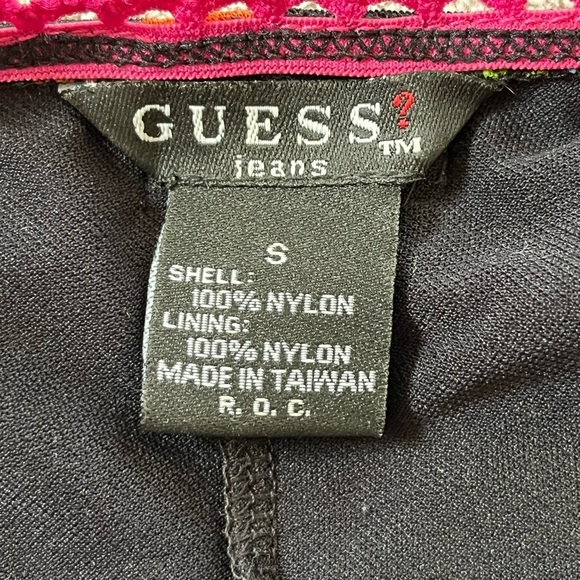 GUESS?
TM
jeans
S
SHELL:
100% NYLON
LINING:
100% NYLON
MADE IN TAIWAN
R. O. C.